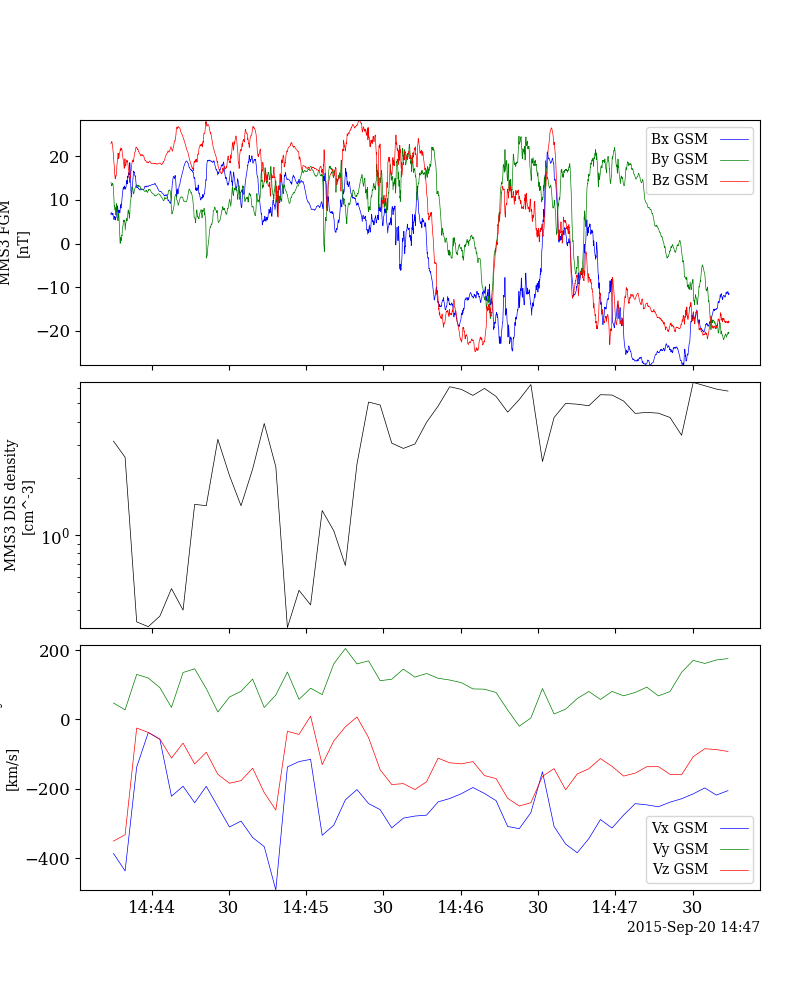 MMS3 FGM
[nT]
20
10
0
−10
−20
Bx GSM
By GSM
Bz GSM
MMS3 DIS density
[cm^-3]
10^0
200
0
−200
−400
[km/s]
Vx GSM
Vy GSM
Vz GSM
14:44
30
14:45
30
14:46
30
14:47
30
2015-Sep-20 14:47